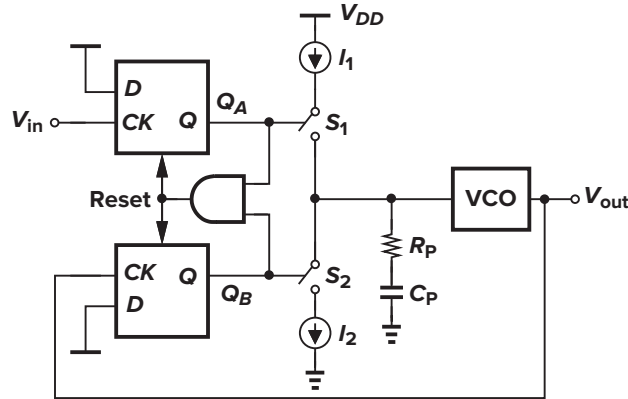 V_DD
I_1
D
Q_A
V_in
CK
Q
S_1
Reset
VCO
V_out
R_P
CK
Q
S_2
D
Q_B
C_P
I_2